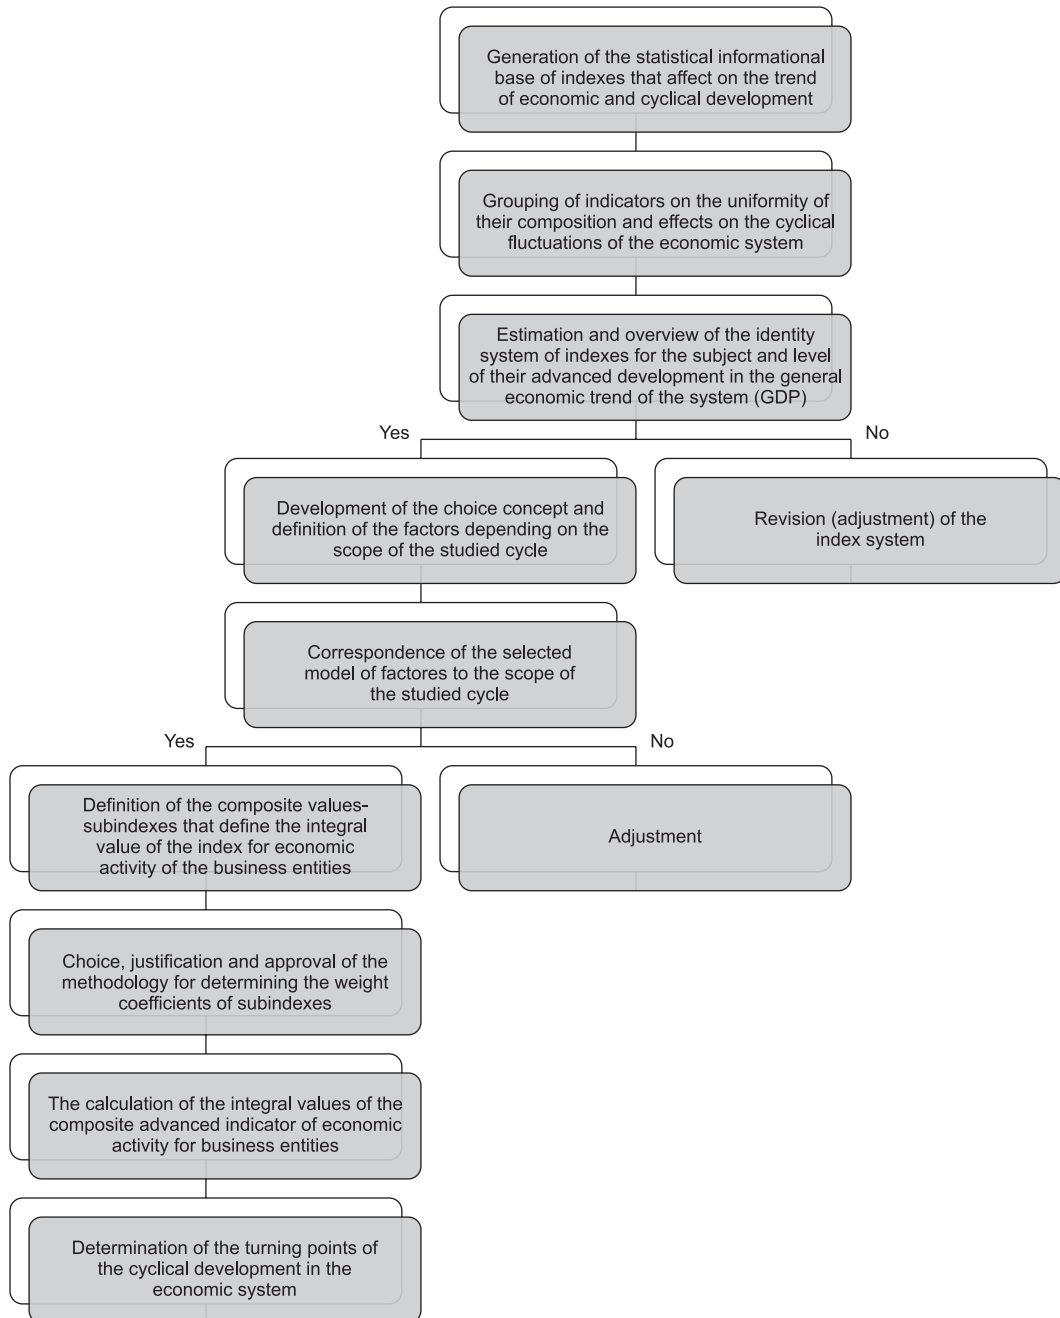 Generation of the statistical informational
base of indexes that affect on the trend
of economic and cyclical development
Grouping of indicators on the uniformity of
their composition and effects on the cyclical
fluctuations of the economic system
Estimation and overview of the identity
system of indexes for the subject and level
of their advanced development in the general
economic trend of the system (GDP)
Yes
No
Development of the choice concept and
definition of the factors depending on the
scope of the studied cycle
Revision (adjustment) of the
index system
Correspondence of the selected
model of factores to the scope of
the studied cycle
Yes
No
Definition of the composite values-
subindexes that define the integral
value of the index for economic
activity of the business entities
Adjustment
Choice, justification and approval of the
methodology for determining the weight
coefficients of subindexes
The calculation of the integral values of the
composite advanced indicator of economic
activity for business entities
Determination of the turning points of
the cyclical development in the
economic system